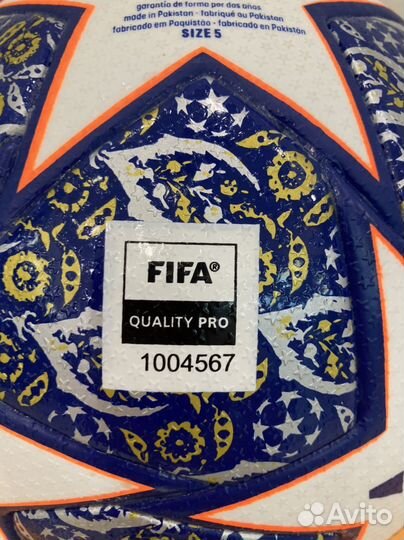 garantía de forma por dos años
made in Pakistan - fabriqué au Pakistan
fabricado em Paquistão - fabricado en Pakistán
SIZE 5
FIFA®
QUALITY PRO
1004567
Avito